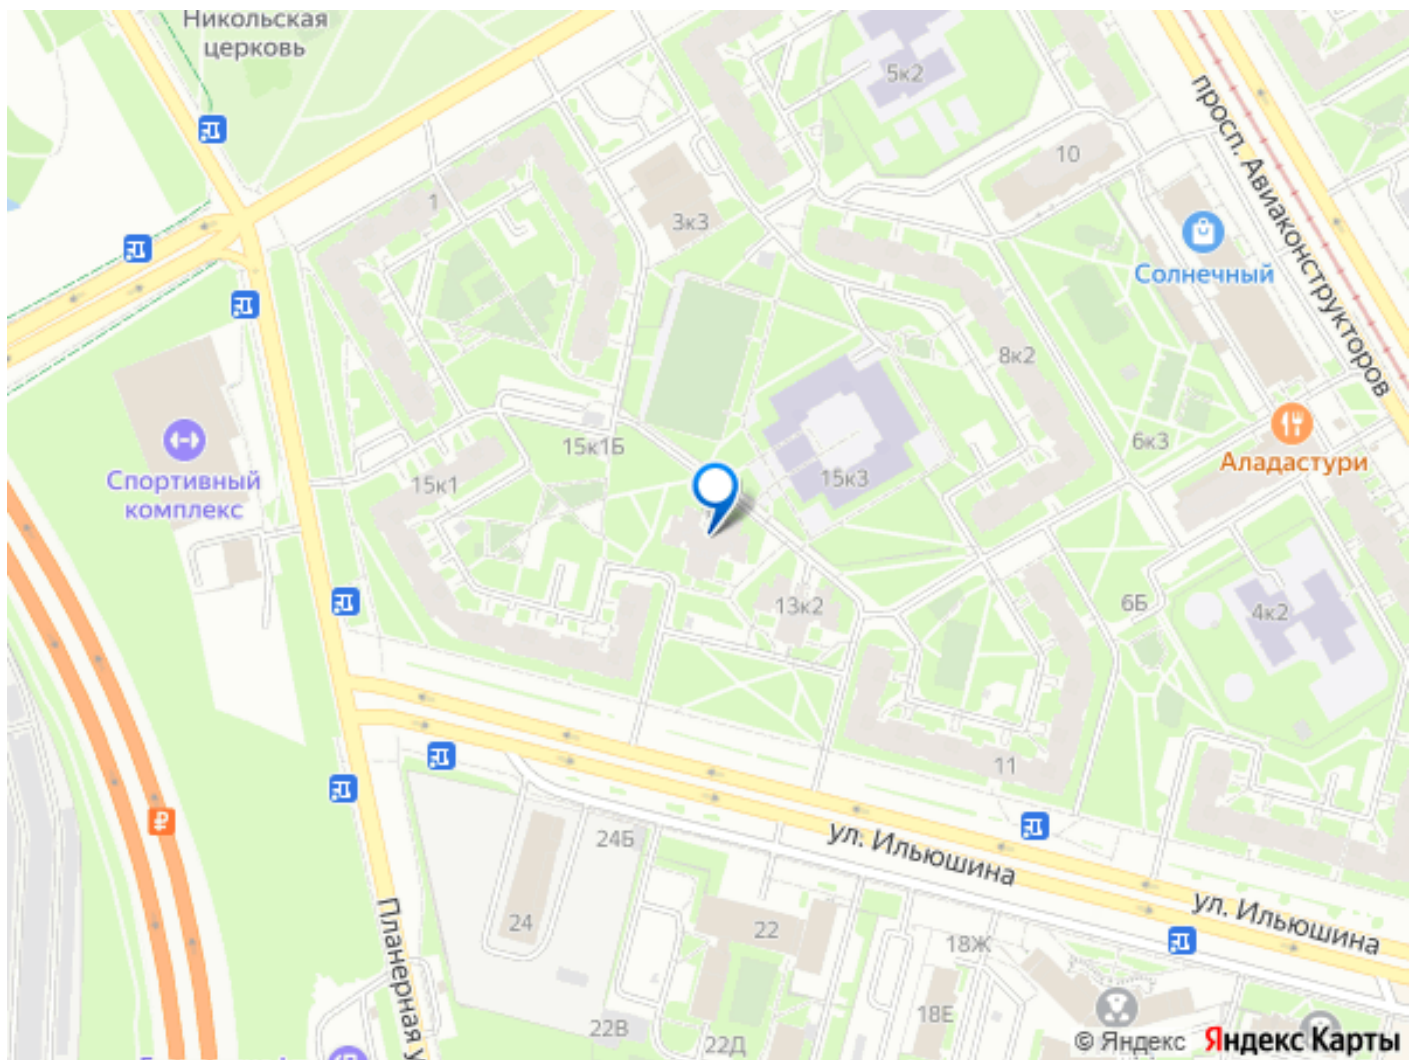 Никольская
церковь
5к2
просп. Авиаконструкторов
10
1
3к3
Солнечный
8к2
15к1Б
6к3
Аладастури
15к1
15к3
Спортивный
комплекс
13к2
6Б
4к2
11
24Б
ул. Ильюшина
ул. Ильюшина
24
22
18Ж
Планерная у
22В
22Д
18Е
© Яндекс
Яндекс Карты